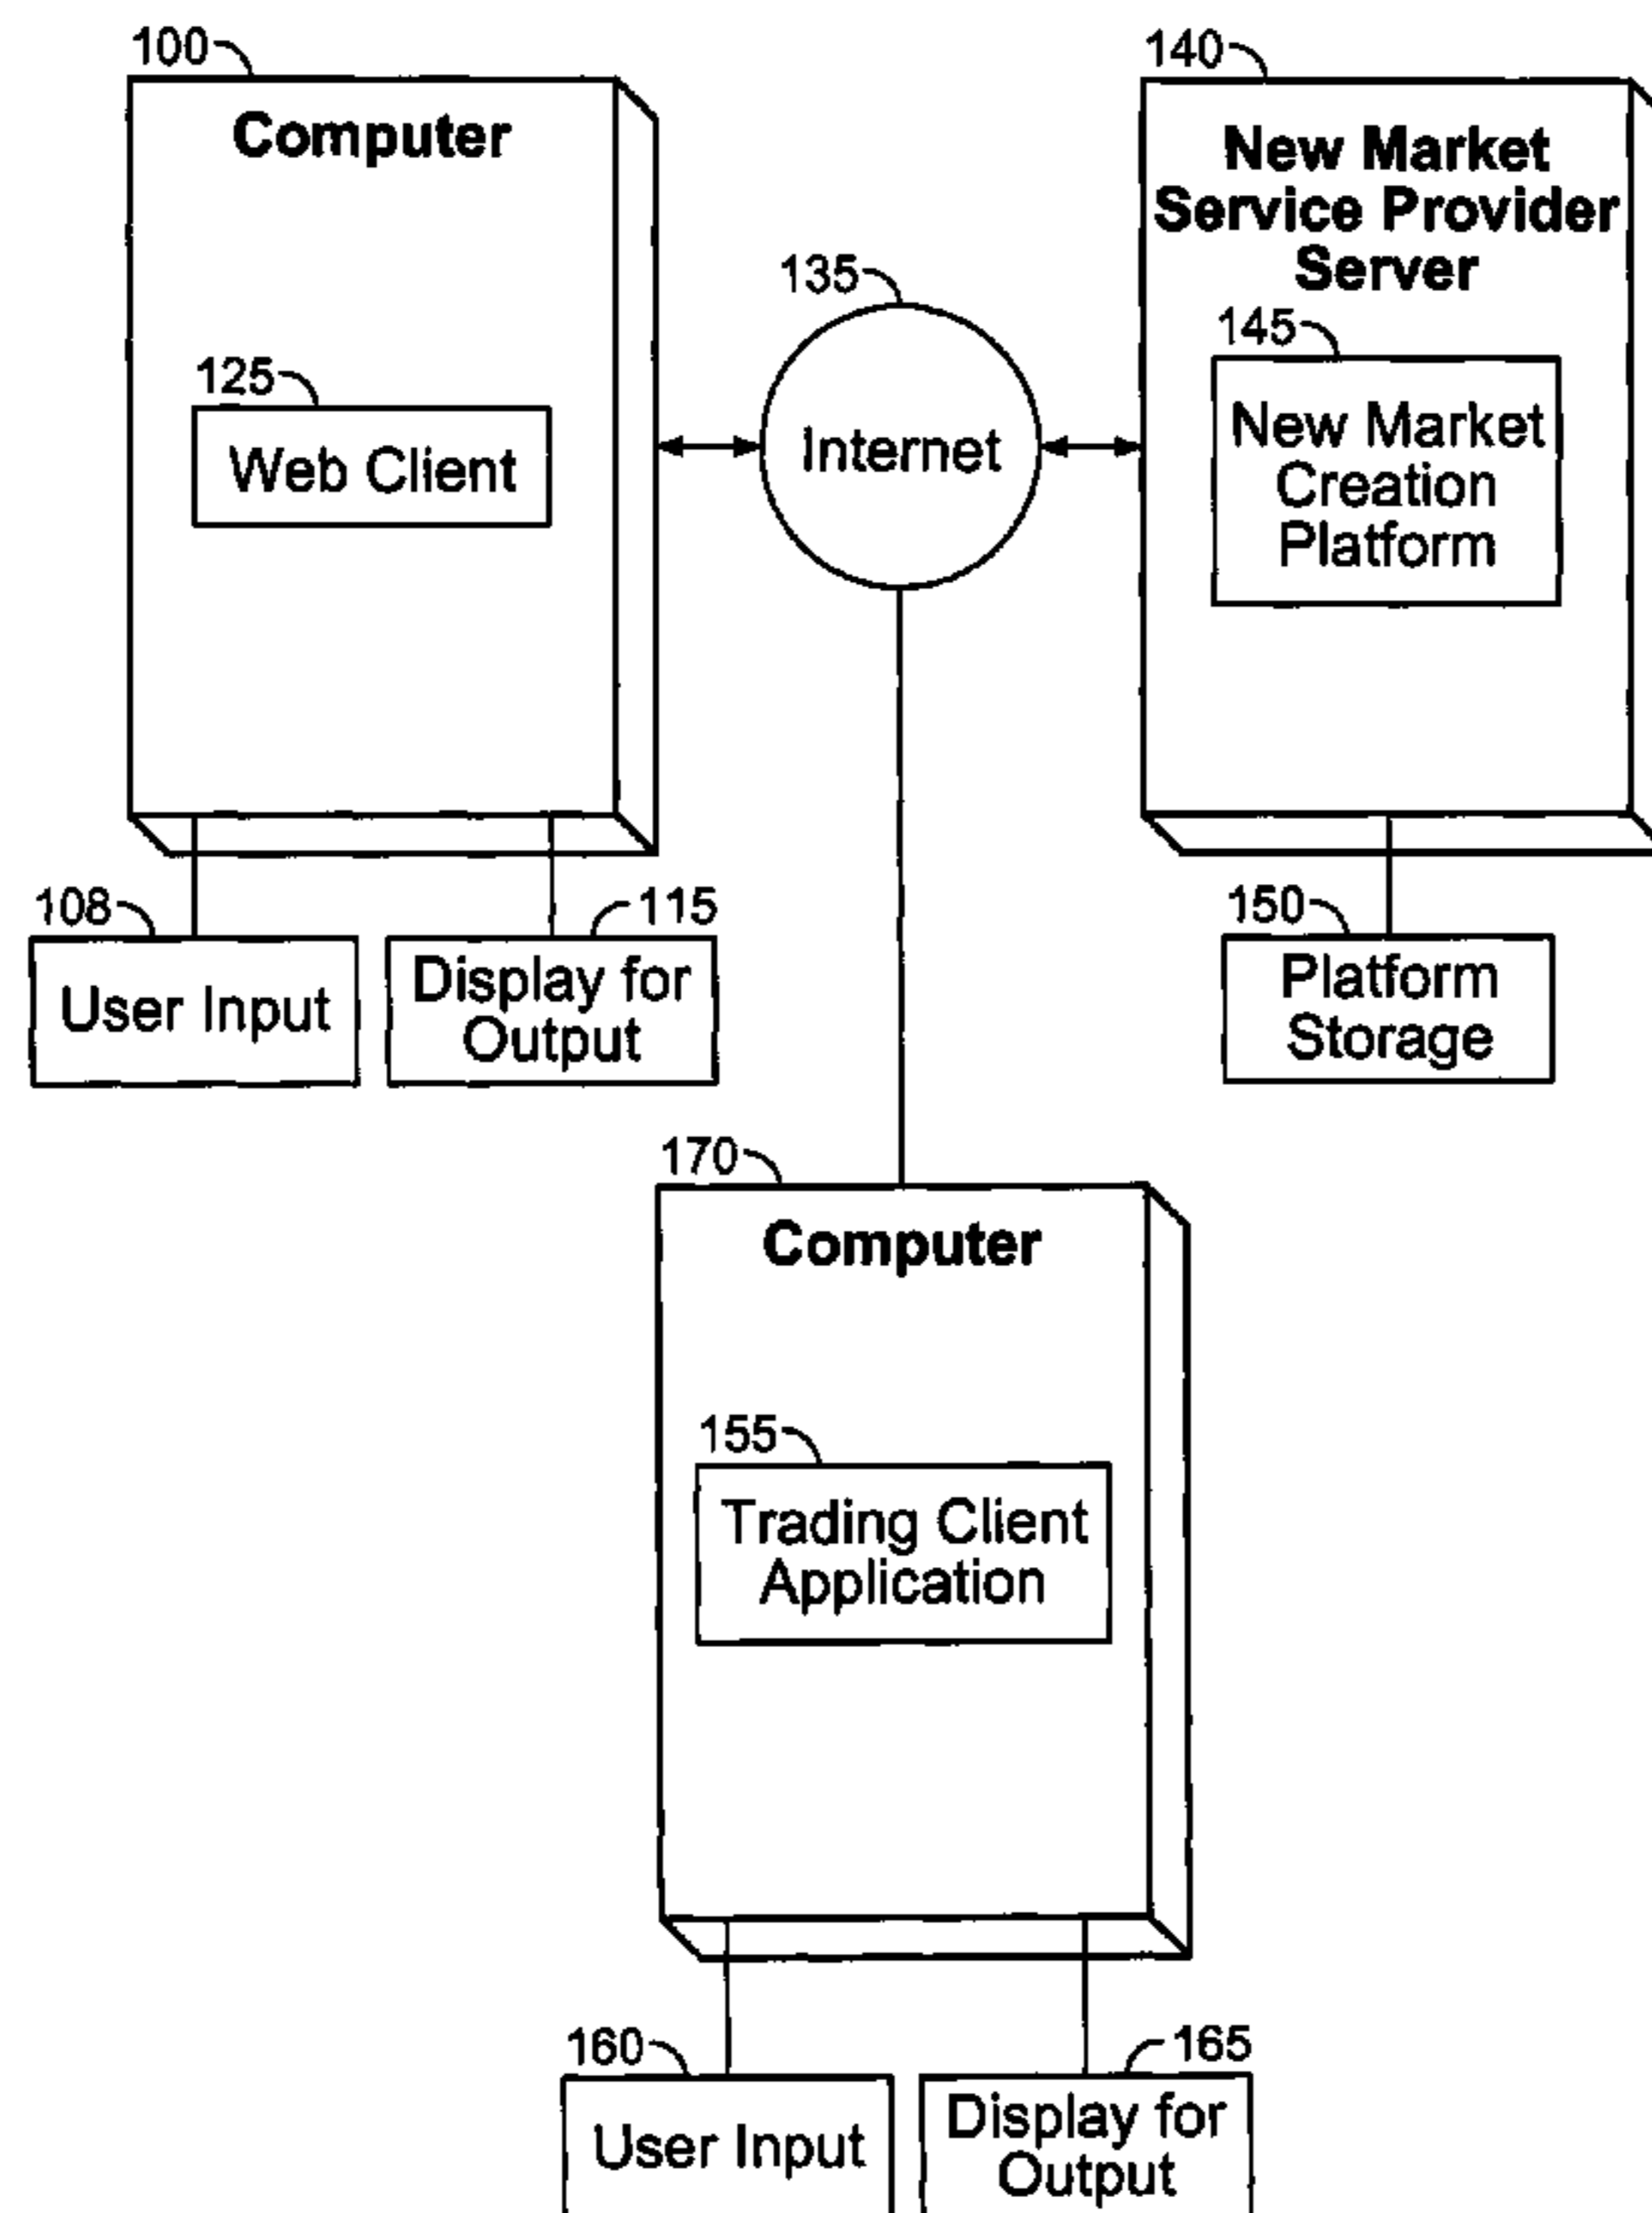 100
Computer
125
Web Client
108
User Input
115
Display for
Output
135
Internet
140
New Market
Service Provider
Server
145
New Market
Creation
Platform
150
Platform
Storage
170
Computer
155
Trading Client
Application
160
User Input
165
Display for
Output